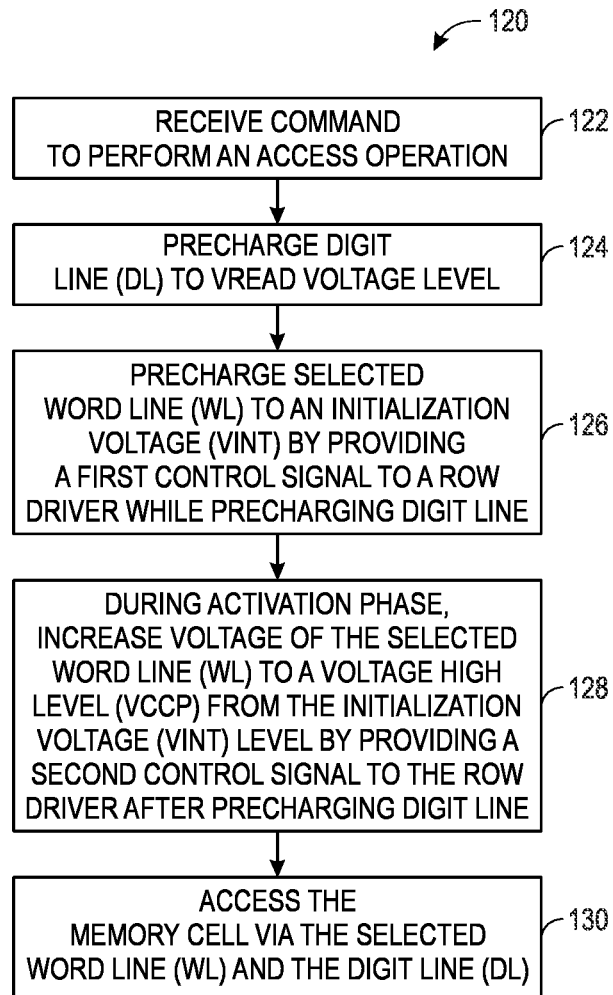 120
RECEIVE COMMAND
TO PERFORM AN ACCESS OPERATION
122
PRECHARGE DIGIT
LINE (DL) TO VREAD VOLTAGE LEVEL
124
PRECHARGE SELECTED
WORD LINE (WL) TO AN INITIALIZATION
VOLTAGE (VINT) BY PROVIDING
A FIRST CONTROL SIGNAL TO A ROW
DRIVER WHILE PRECHARGING DIGIT LINE
126
DURING ACTIVATION PHASE,
INCREASE VOLTAGE OF THE SELECTED
WORD LINE (WL) TO A VOLTAGE HIGH
LEVEL (VCCP) FROM THE INITIALIZATION
VOLTAGE (VINT) LEVEL BY PROVIDING A
SECOND CONTROL SIGNAL TO THE ROW
DRIVER AFTER PRECHARGING DIGIT LINE
128
ACCESS THE
MEMORY CELL VIA THE SELECTED
WORD LINE (WL) AND THE DIGIT LINE (DL)
130